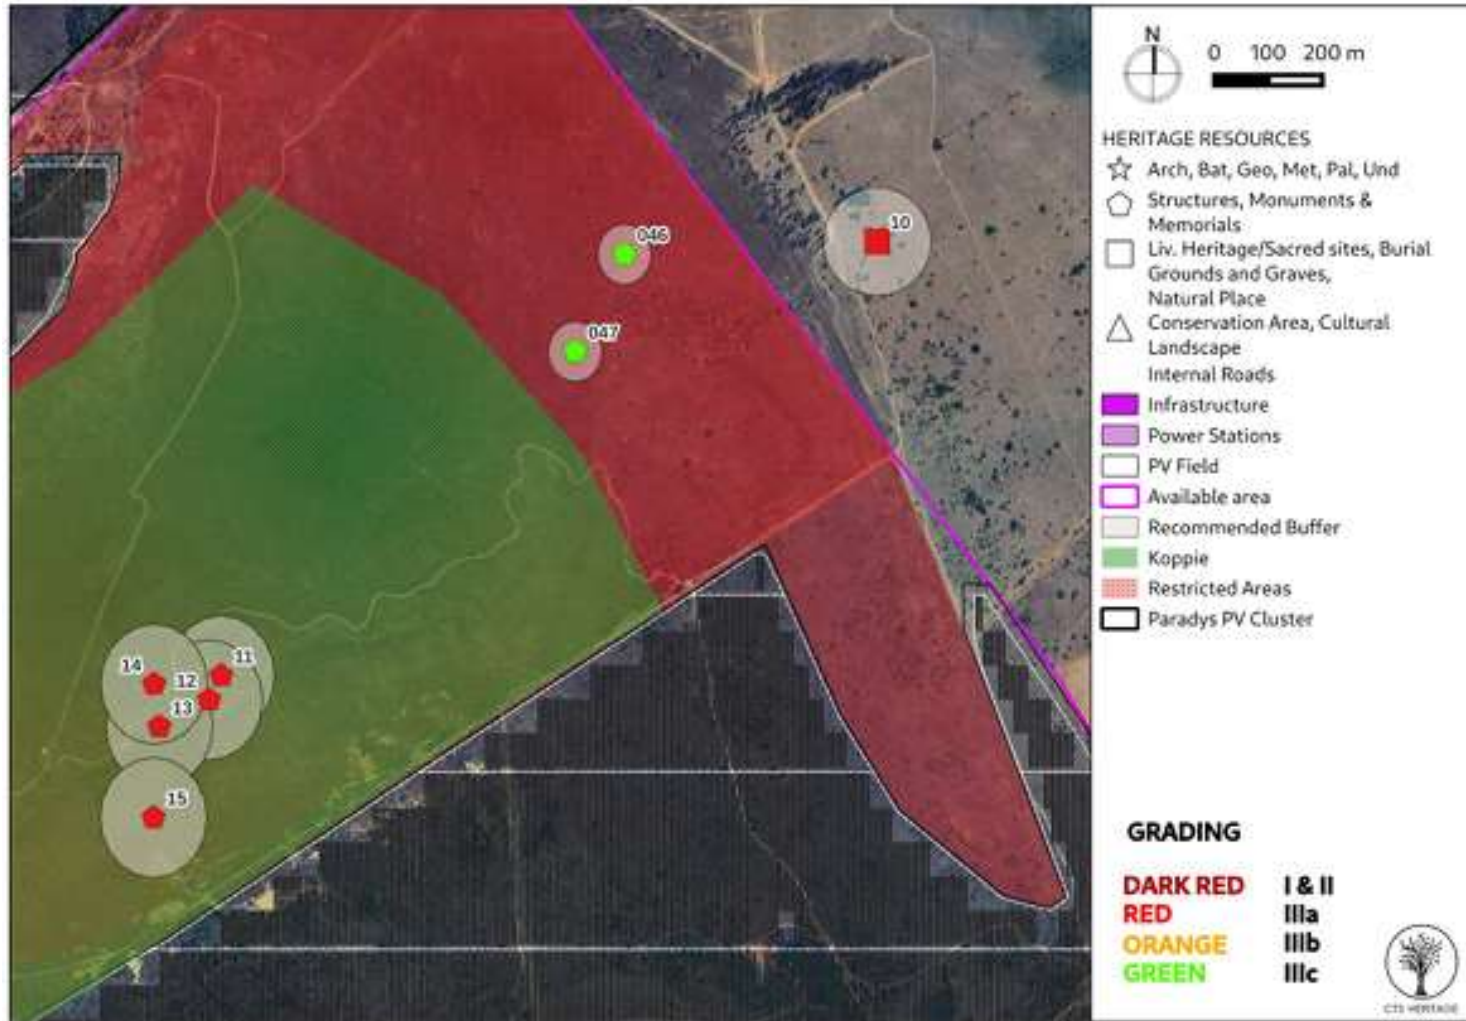 N
0 100 200 m
HERITAGE RESOURCES
Arch, Bat, Geo, Met, Pal, Und
Structures, Monuments &
Memorials
Liv. Heritage/Sacred sites, Burial
Grounds and Graves,
Natural Place
Conservation Area, Cultural
Landscape
Internal Roads
Infrastructure
Power Stations
PV Field
Available area
Recommended Buffer
Koppie
Restricted Areas
Paradys PV Cluster
GRADING
DARK RED I & II
RED IIIa
ORANGE IIIb
GREEN IIIc
CTS HERITAGE
10
046
047
11
14
12
13
15